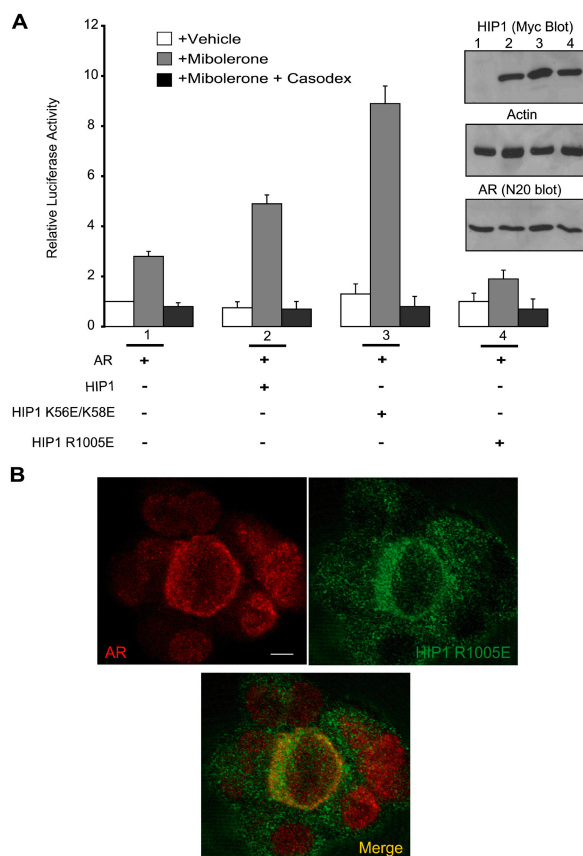 A
+Vehicle
+Mibolerone
+Mibolerone + Casodex
Relative Luciferase Activity
12
10
8
6
4
2
0
HIP1 (Myc Blot)
1 2 3 4
Actin
AR (N20 blot)
1 2 3 4
AR + + + +
HIP1 - + - -
HIP1 K56E/K58E - - + -
HIP1 R1005E - - - +
B
AR
HIP1 R1005E
Merge